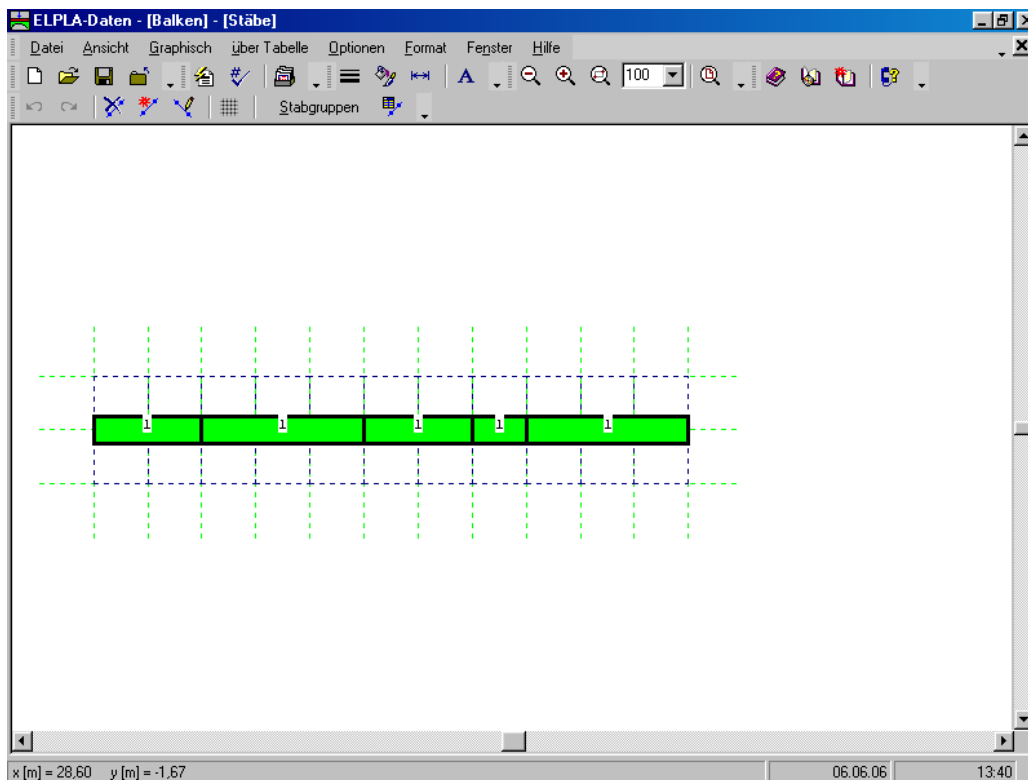 ELPLA-Daten - [Balken] - [Stäbe]
Datei Ansicht Graphisch über Tabelle Optionen Format Fenster Hilfe
A 100
Stabgruppen
1 1 1 1 1
x [m] = 28,60 y [m] = -1,67 06.06.06 13:40